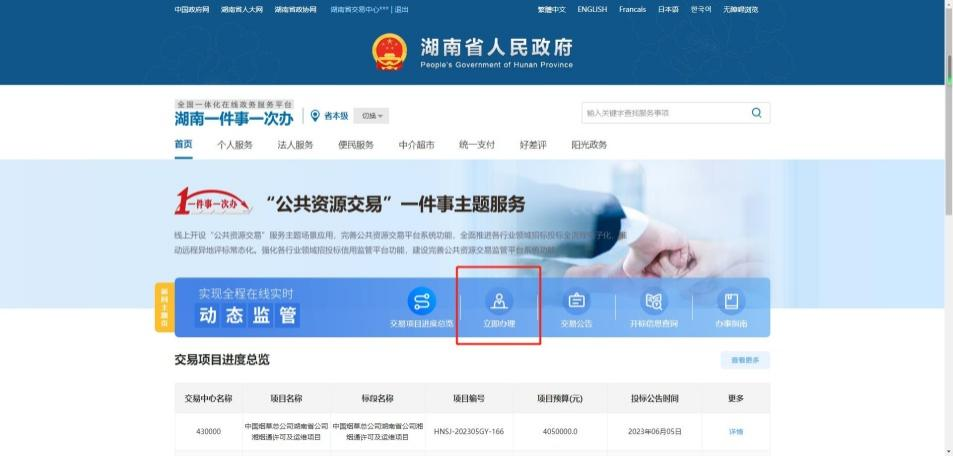 中国政府网 湖南省人大网 湖南省政协网 湖南省交易中心*** | 退出 繁體中文 ENGLISH Francais 日本語 한국어 无障碍浏览
湖南省人民政府
People's Government of Hunan Province
全国一体化在线政务服务平台
湖南一件事一次办 省本级 切换
输入关键字查找服务事项
首页 个人服务 法人服务 便民服务 中介超市 统一支付 好差评 阳光政务
1一件事一次办 “公共资源交易”一件事主题服务
线上开设“公共资源交易”服务主题场景应用，完善公共资源交易平台系统功能，全面推进各行业领域招标投标全流程电子化，推
动远程异地评标常态化。强化各行业领域招投标信用监管平台功能，建设完善公共资源交易监管平台系统功能
返回主题页
实现全程在线实时
动态监管
交易项目进度总览 立即办理 交易公告 开标信息查询 办事指南
交易项目进度总览 查看更多
交易中心名称 项目名称 标段名称 项目编号 项目预算(元) 投标公告时间 更多
430000 中国烟草总公司湖南省公司湘烟通许可及运维项目 中国烟草总公司湖南省公司湘烟通许可及运维项目 HNSJ-202305GY-166 4050000.0 2023年06月05日 详情